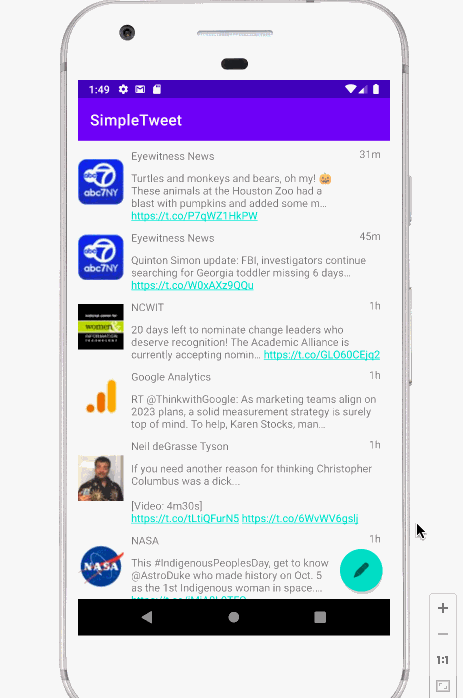 1:49
SimpleTweet
Eyewitness News 31m
Turtles and monkeys and bears, oh my! 🎃
These animals at the Houston Zoo had a
blast with pumpkins and added some m…
https://t.co/P7qWZ1HkPW
abc7NY
Eyewitness News 45m
Quinton Simon update: FBI, investigators continue
searching for Georgia toddler missing 6 days…
https://t.co/W0xAXz9QQu
abc7NY
NCWIT 1h
20 days left to nominate change leaders who
deserve recognition! The Academic Alliance is
currently accepting nomin… https://t.co/GLO60CEjq2
women&
Google Analytics 1h
RT @ThinkwithGoogle: As marketing teams align on
2023 plans, a solid measurement strategy is surely
top of mind. To help, Karen Stocks, man…
Neil deGrasse Tyson 1h
If you need another reason for thinking Christopher
Columbus was a dick...
[Video: 4m30s]
https://t.co/tLtiQFurN5 https://t.co/6WvWV6gslj
NASA 1h
This #IndigenousPeoplesDay, get to know
@AstroDuke who made history on Oct. 5
as the 1st Indigenous woman in space.…
NASA
1:1